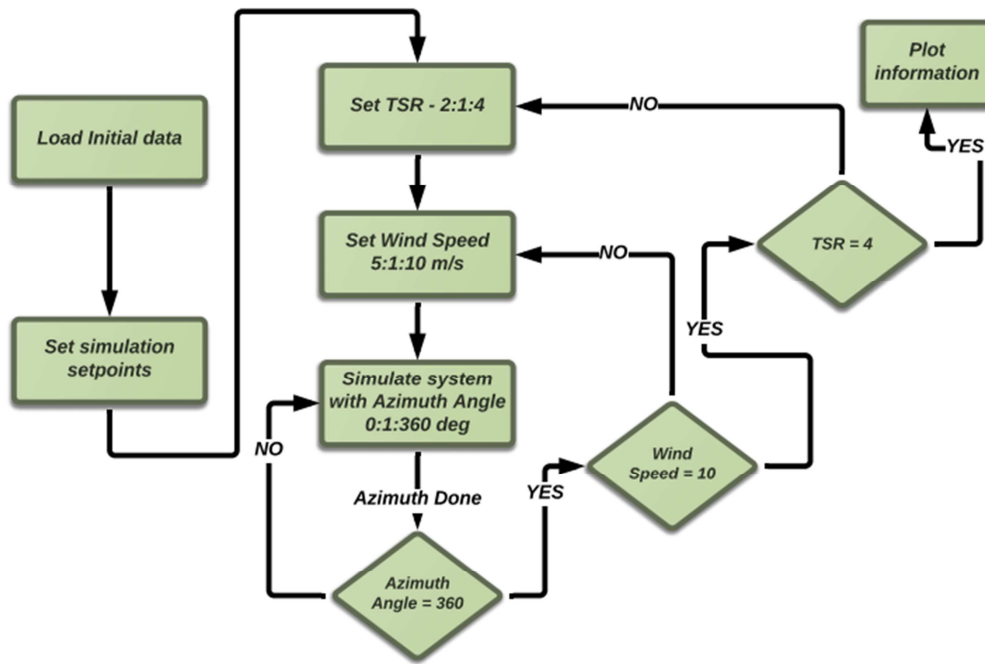 Load Initial data
Set simulation
setpoints
Set TSR - 2:1:4
Set Wind Speed
5:1:10 m/s
Simulate system
with Azimuth Angle
0:1:360 deg
Azimuth Done
Azimuth
Angle = 360
NO
YES
Wind
Speed = 10
NO
YES
TSR = 4
NO
YES
Plot
information